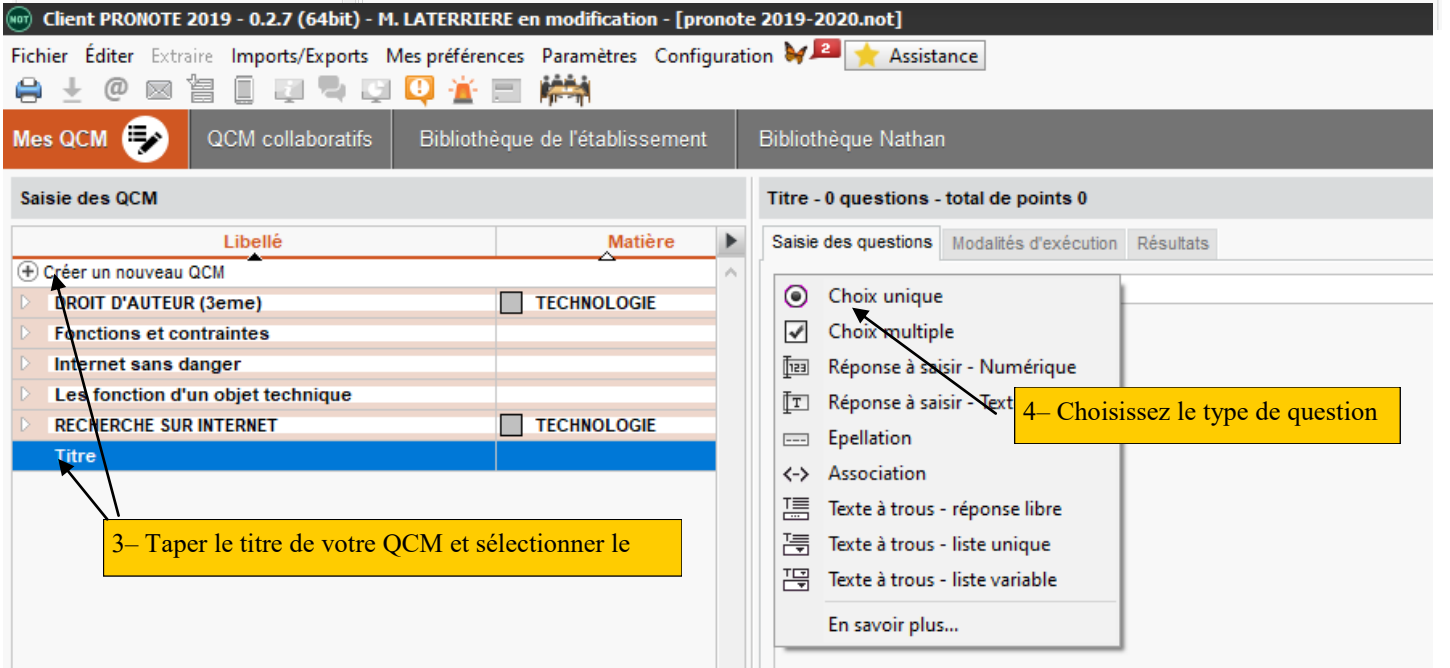 Client PRONOTE 2019 - 0.2.7 (64bit) - M. LATERRIERE en modification - [pronote 2019-2020.not]
Fichier Éditer Extraire Imports/Exports Mes préférences Paramètres Configuration 2 Assistance
Mes QCM QCM collaboratifs Bibliothèque de l'établissement Bibliothèque Nathan
Saisie des QCM
Libellé Matière
Créer un nouveau QCM
DROIT D'AUTEUR (3eme) TECHNOLOGIE
Fonctions et contraintes
Internet sans danger
Les fonction d'un objet technique
RECHERCHE SUR INTERNET TECHNOLOGIE
Titre
3– Taper le titre de votre QCM et sélectionner le
Titre - 0 questions - total de points 0
Saisie des questions Modalités d'exécution Résultats
Choix unique
Choix multiple
Réponse à saisir - Numérique
Réponse à saisir - Text
4– Choisissez le type de question
Epellation
Association
Texte à trous - réponse libre
Texte à trous - liste unique
Texte à trous - liste variable
En savoir plus...